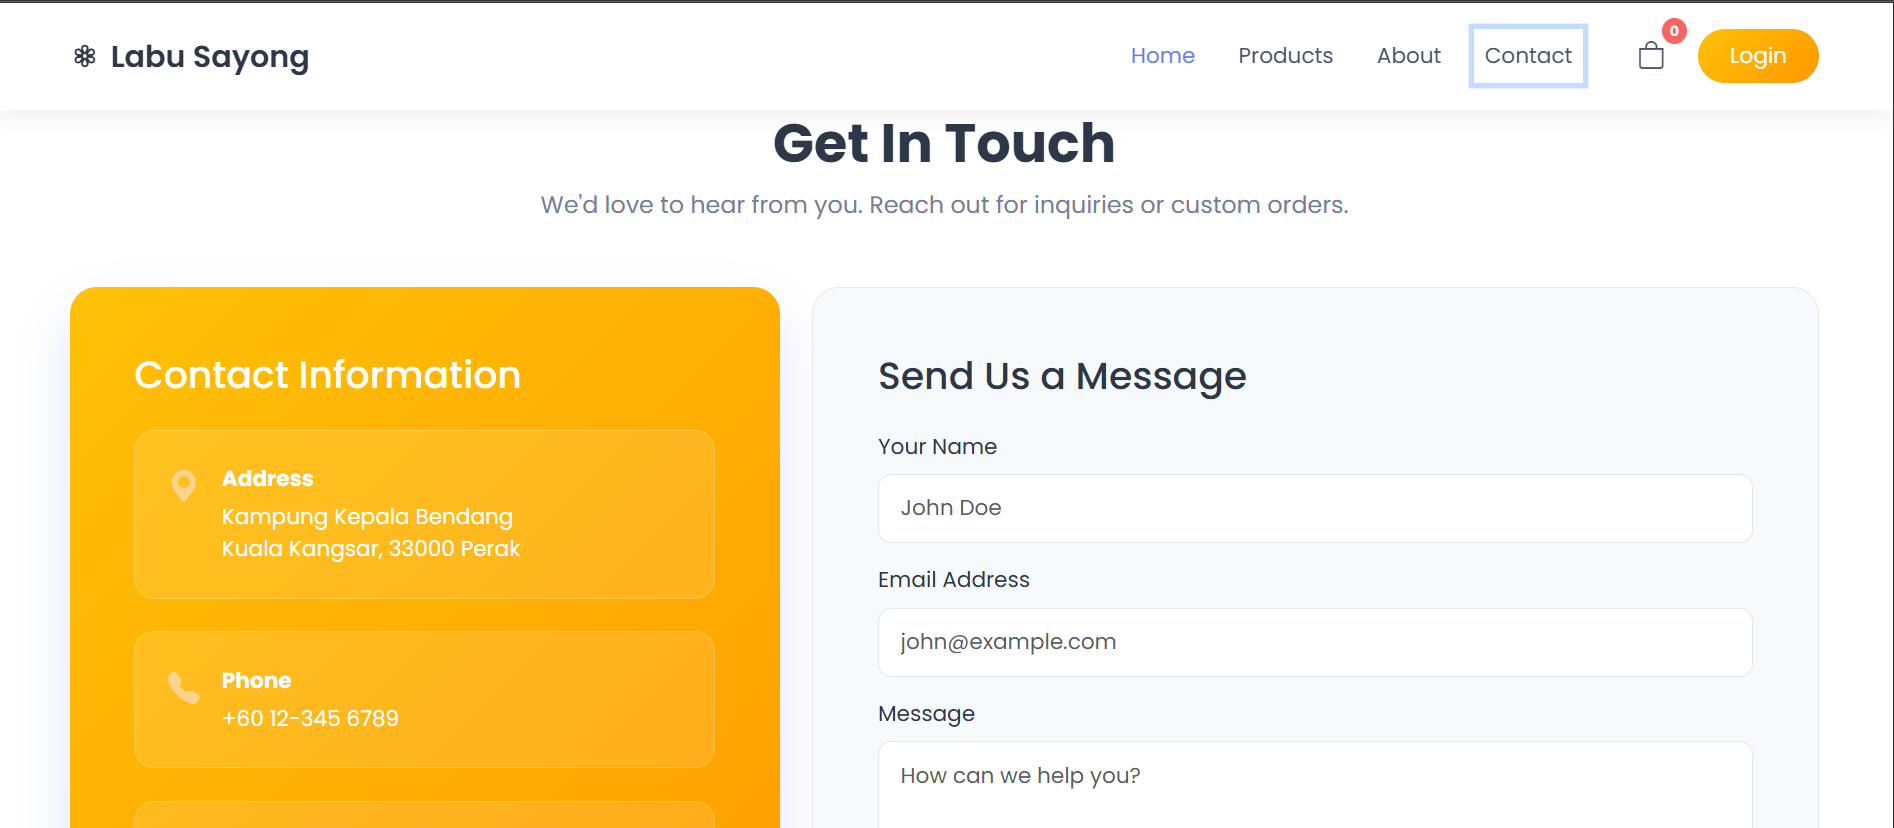 Labu Sayong
Home
Products
About
Contact
0
Login
Get In Touch
We'd love to hear from you. Reach out for inquiries or custom orders.
Contact Information
Address
Kampung Kepala Bendang
Kuala Kangsar, 33000 Perak
Phone
+60 12-345 6789
Send Us a Message
Your Name
John Doe
Email Address
john@example.com
Message
How can we help you?